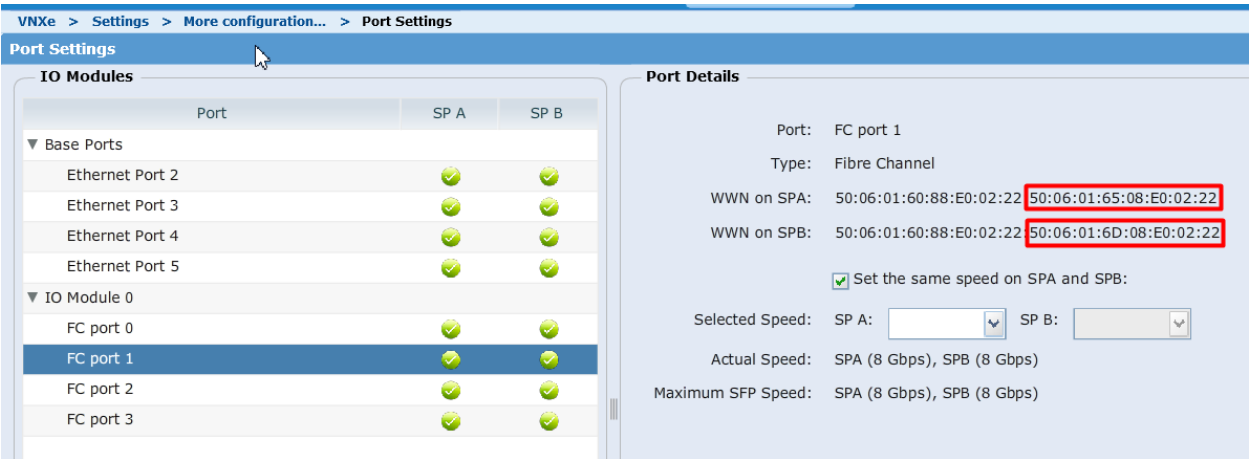 VNXe > Settings > More configuration... > Port Settings
Port Settings
IO Modules
Port SP A SP B
Base Ports
Ethernet Port 2
Ethernet Port 3
Ethernet Port 4
Ethernet Port 5
IO Module 0
FC port 0
FC port 1
FC port 2
FC port 3
Port Details
Port: FC port 1
Type: Fibre Channel
WWN on SPA: 50:06:01:60:88:E0:02:22:50:06:01:65:08:E0:02:22
WWN on SPB: 50:06:01:60:88:E0:02:22:50:06:01:6D:08:E0:02:22
Set the same speed on SPA and SPB:
Selected Speed: SP A: SP B:
Actual Speed: SPA (8 Gbps), SPB (8 Gbps)
Maximum SFP Speed: SPA (8 Gbps), SPB (8 Gbps)